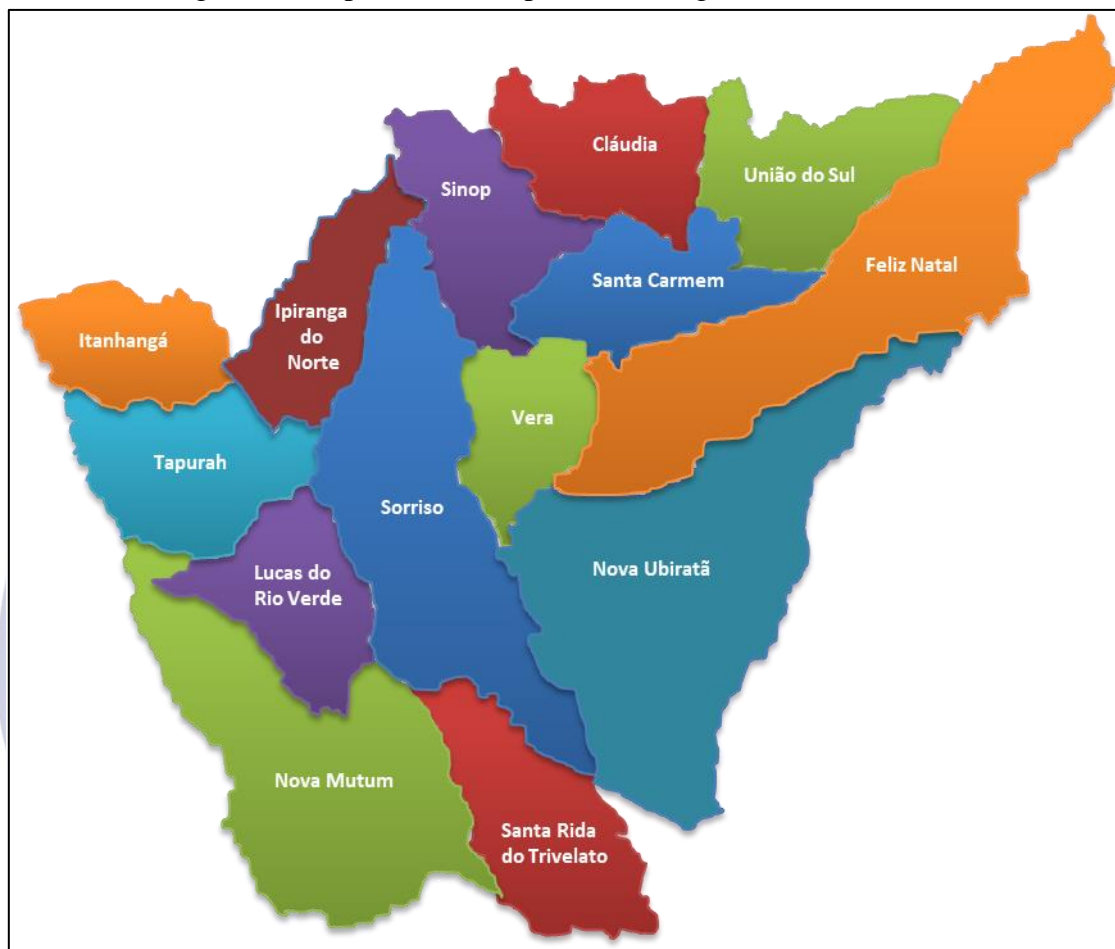 Cláudia
União do Sul
Sinop
Feliz Natal
Santa Carmem
Ipiranga
do
Norte
Itanhangá
Vera
Tapurah
Sorriso
Nova Ubiratã
Lucas do
Rio Verde
Nova Mutum
Santa Rida
do Trivelato